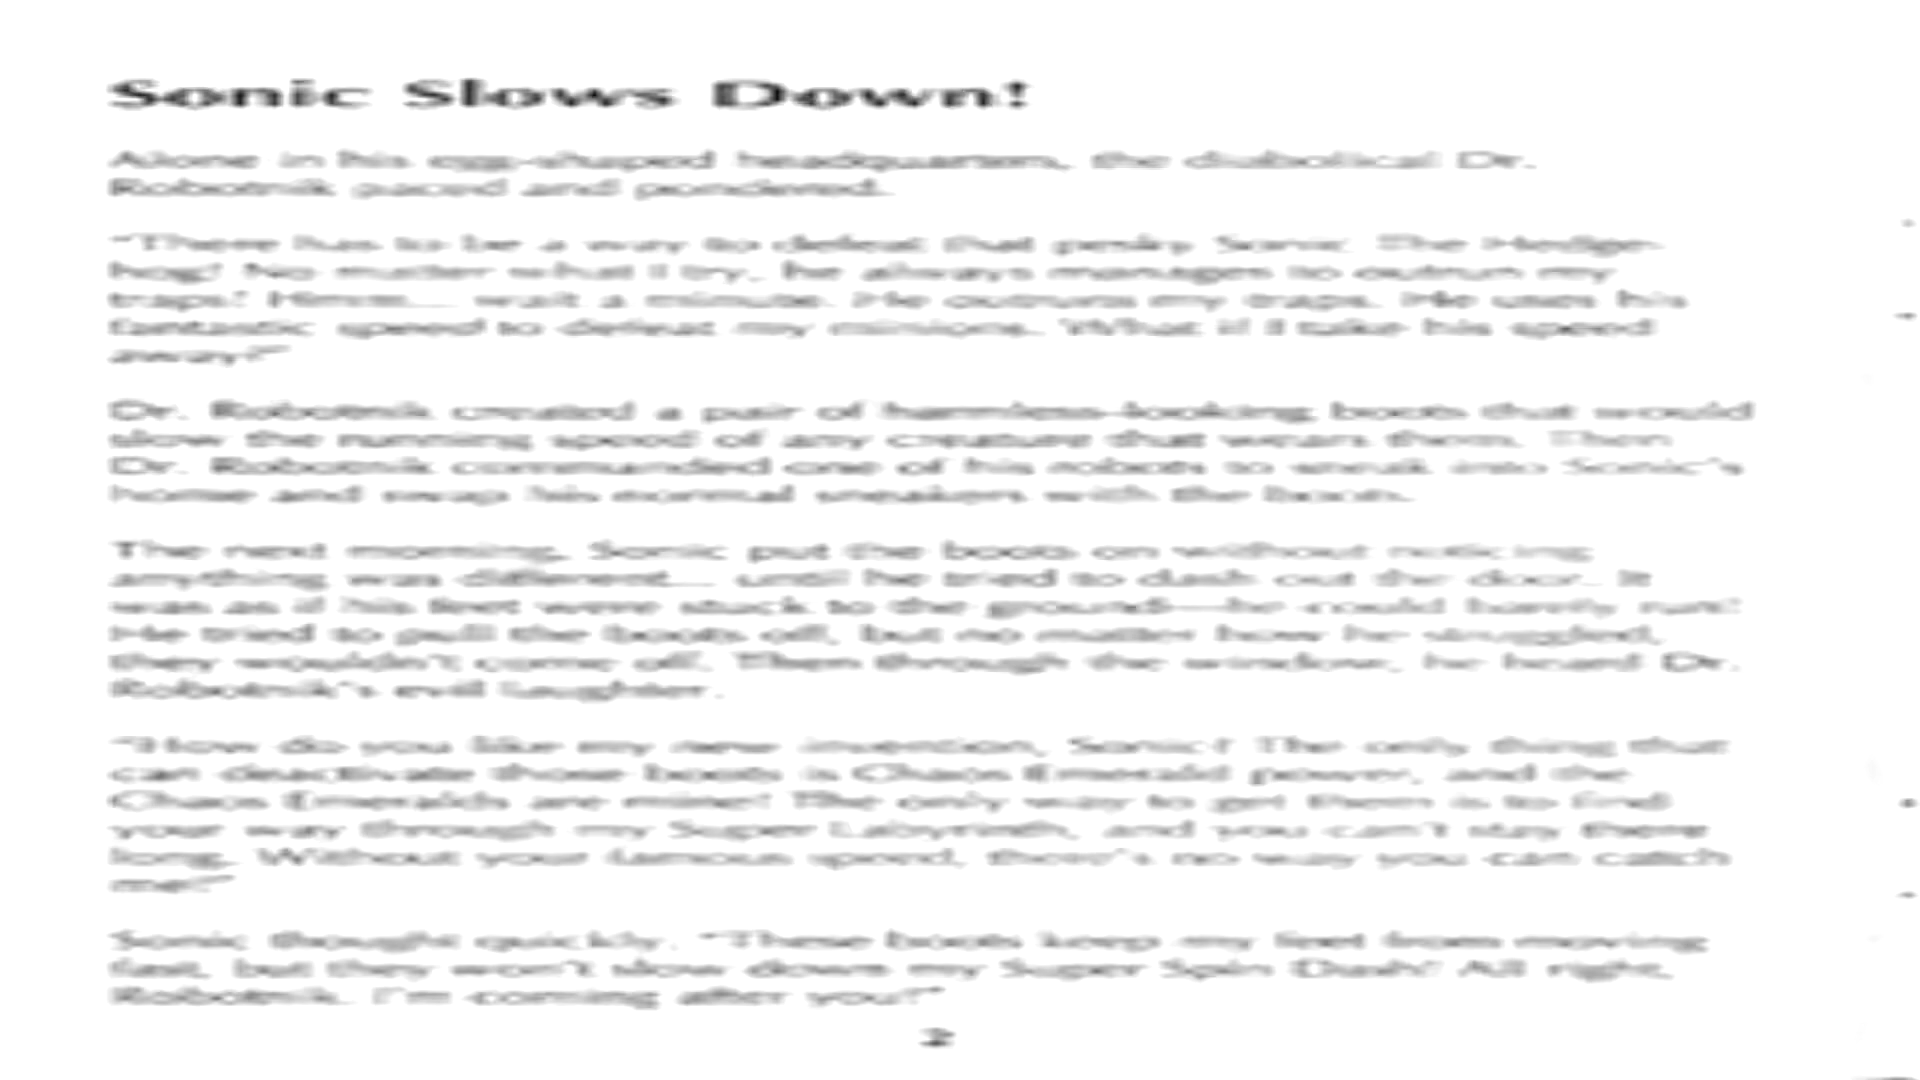 Sonic Slows Down!
Alone in his egg-shaped headquarters, the diabolical Dr.
Robotnik paced and pondered.
"There has to be a way to defeat that pesky Sonic The Hedge-
hog! No matter what I try, he always manages to outrun my
traps! Hmm... wait a minute. He outruns my traps. He uses his
fantastic speed to defeat my minions. What if I take his speed
away?"
Dr. Robotnik created a pair of harmless-looking boots that would
slow the running speed of any creature that wears them. Then
Dr. Robotnik commanded one of his robots to sneak into Sonic's
home and swap his normal sneakers with the boots.
The next morning, Sonic put the boots on without noticing
anything was different... until he tried to dash out the door. It
was as if his feet were stuck to the ground—he could barely run!
He tried to pull the boots off, but no matter how he struggled,
they wouldn't come off. Then through the window, he heard Dr.
Robotnik's evil laughter.
"How do you like my new invention, Sonic? The only thing that
can deactivate those boots is Chaos Emerald power, and the
Chaos Emeralds are mine! The only way to get them is to find
your way through my Super Labyrinth, and you can't stay there
long. Without your famous speed, there's no way you can catch
me!"
Sonic thought quickly. "These boots keep my feet from moving
fast, but they won't slow down my Super Spin Dash! All right,
Robotnik. I'm coming after you!"
2